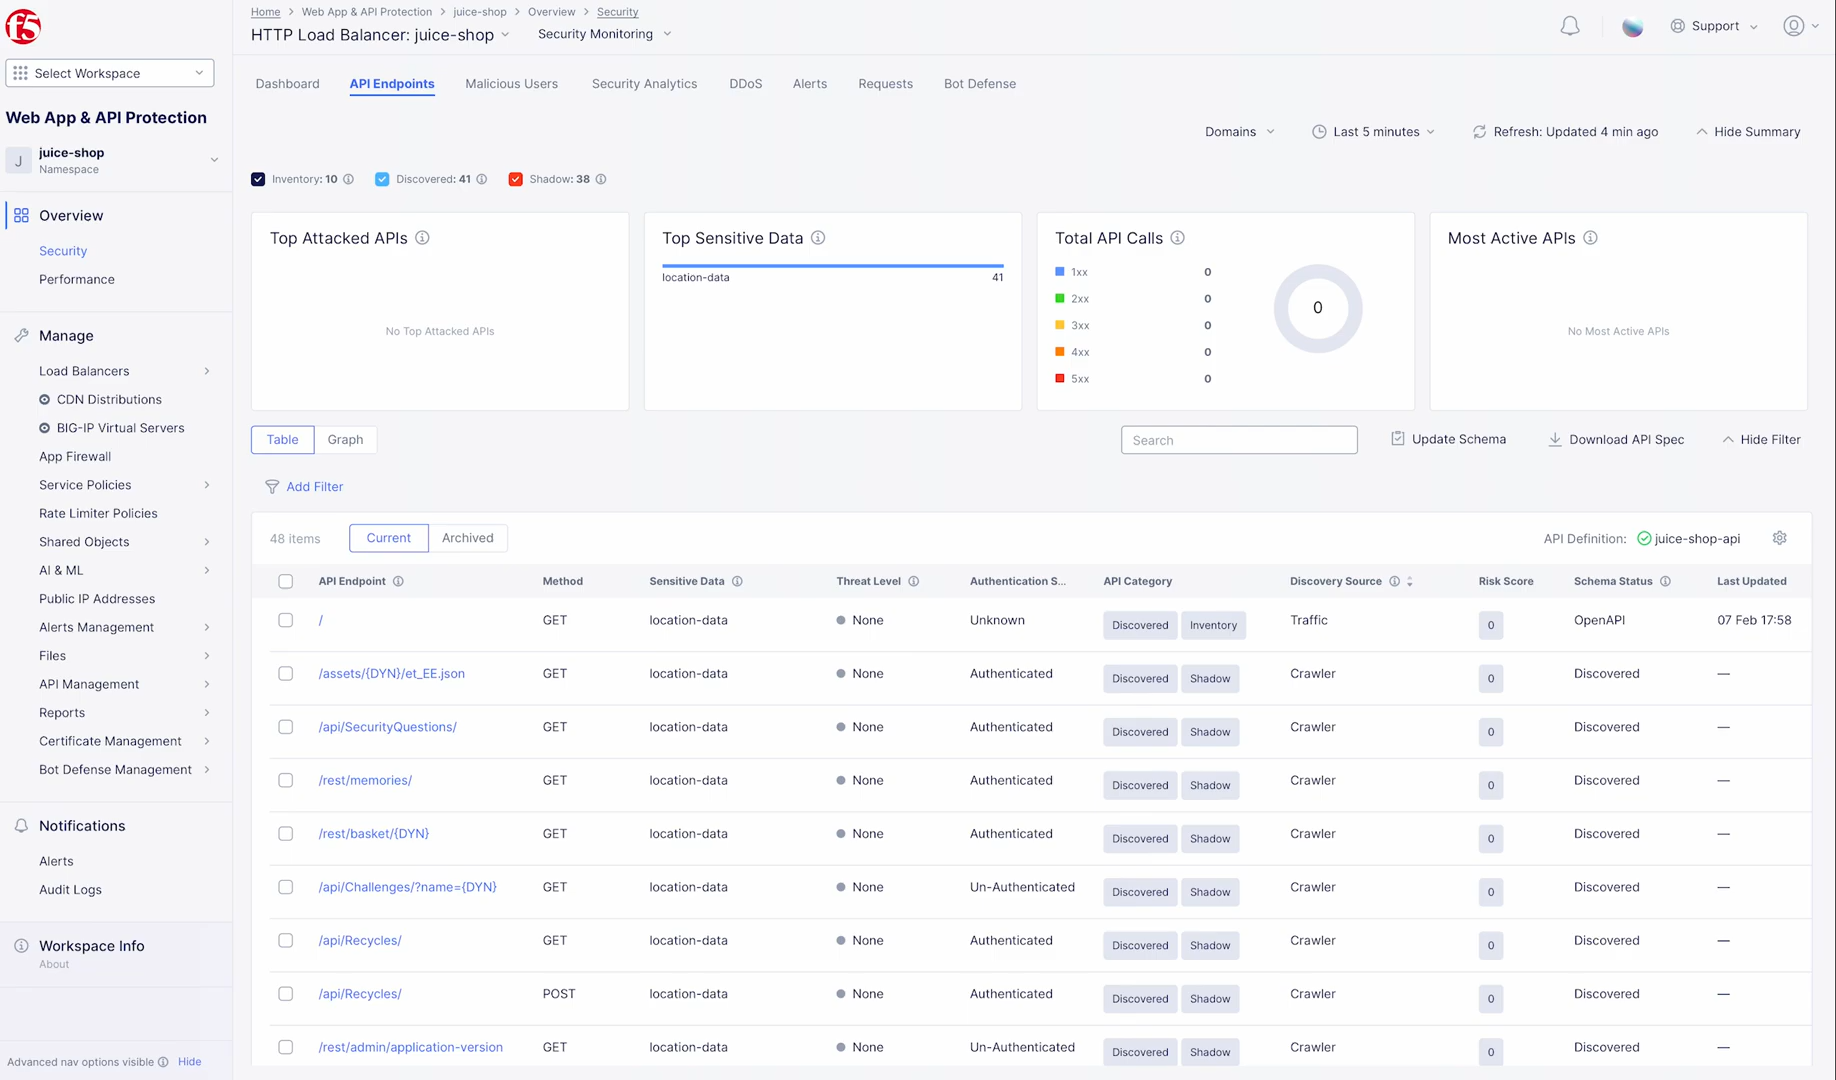 f5
Home > Web App & API Protection > juice-shop > Overview > Security
HTTP Load Balancer: juice-shop
Security Monitoring
Support
Select Workspace
Web App & API Protection
J
juice-shop
Namespace
Overview
Security
Performance
Manage
Load Balancers
CDN Distributions
BIG-IP Virtual Servers
App Firewall
Service Policies
Rate Limiter Policies
Shared Objects
AI & ML
Public IP Addresses
Alerts Management
Files
API Management
Reports
Certificate Management
Bot Defense Management
Notifications
Alerts
Audit Logs
Workspace Info
About
Advanced nav options visible Hide
Dashboard API Endpoints Malicious Users Security Analytics DDoS Alerts Requests Bot Defense
Domains Last 5 minutes Refresh: Updated 4 min ago Hide Summary
Inventory: 10 Discovered: 41 Shadow: 38
Top Attacked APIs
No Top Attacked APIs
Top Sensitive Data
location-data 41
Total API Calls
1xx 0
2xx 0
3xx 0
4xx 0
5xx 0
0
Most Active APIs
No Most Active APIs
Table Graph
Search
Update Schema Download API Spec Hide Filter
Add Filter
48 items Current Archived API Definition: juice-shop-api
API Endpoint Method Sensitive Data Threat Level Authentication S... API Category Discovery Source Risk Score Schema Status Last Updated
/ GET location-data None Unknown Discovered Inventory Traffic 0 OpenAPI 07 Feb 17:58
/assets/{DYN}/et_EE.json GET location-data None Authenticated Discovered Shadow Crawler 0 Discovered —
/api/SecurityQuestions/ GET location-data None Authenticated Discovered Shadow Crawler 0 Discovered —
/rest/memories/ GET location-data None Authenticated Discovered Shadow Crawler 0 Discovered —
/rest/basket/{DYN} GET location-data None Authenticated Discovered Shadow Crawler 0 Discovered —
/api/Challenges/?name={DYN} GET location-data None Un-Authenticated Discovered Shadow Crawler 0 Discovered —
/api/Recycles/ GET location-data None Authenticated Discovered Shadow Crawler 0 Discovered —
/api/Recycles/ POST location-data None Authenticated Discovered Shadow Crawler 0 Discovered —
/rest/admin/application-version GET location-data None Un-Authenticated Discovered Shadow Crawler 0 Discovered —